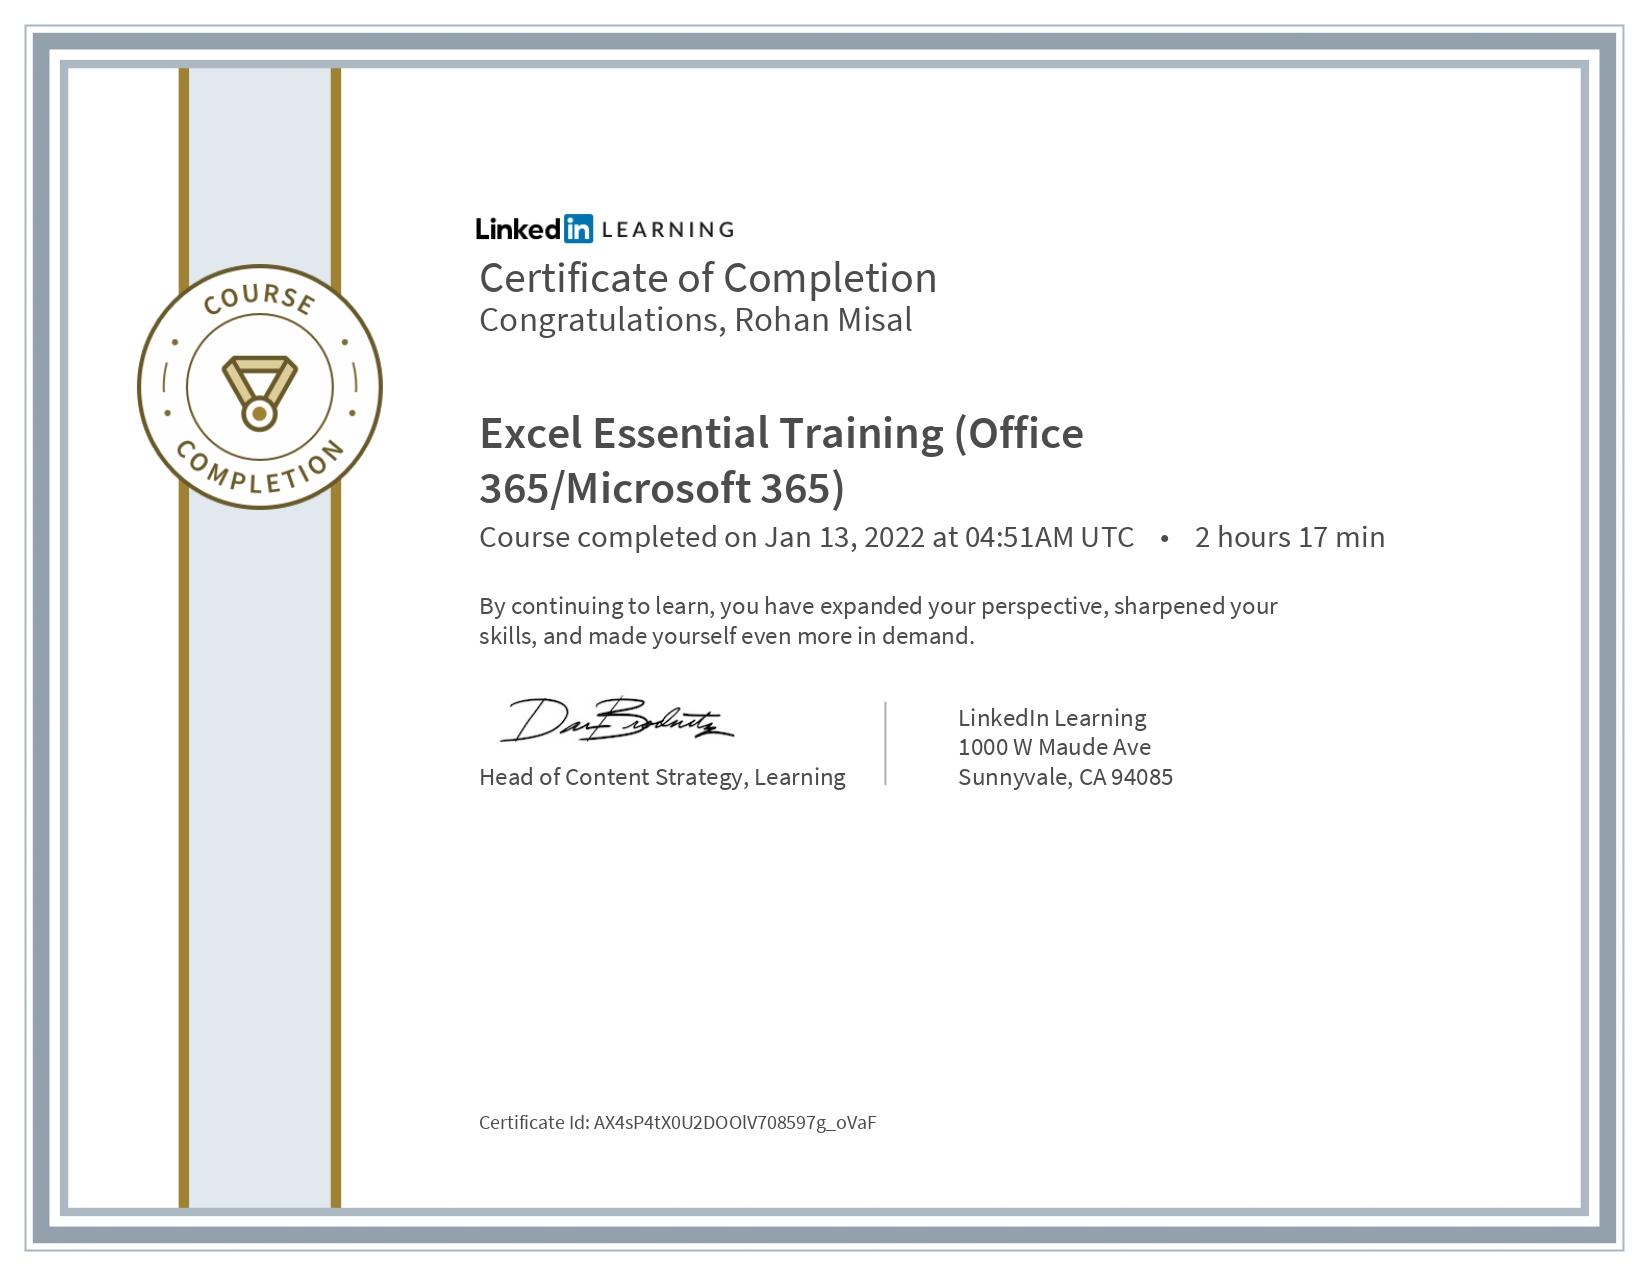 COURSE
COMPLETION
Linked in LEARNING
Certificate of Completion
Congratulations, Rohan Misal
Excel Essential Training (Office
365/Microsoft 365)
Course completed on Jan 13, 2022 at 04:51AM UTC • 2 hours 17 min
By continuing to learn, you have expanded your perspective, sharpened your
skills, and made yourself even more in demand.
Dan Brodnitz
Head of Content Strategy, Learning
LinkedIn Learning
1000 W Maude Ave
Sunnyvale, CA 94085
Certificate Id: AX4sP4tX0U2DOOlV708597g_oVaF